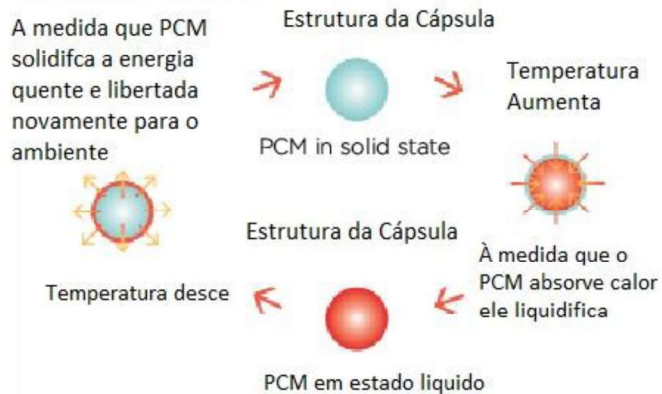 A medida que PCM
solidifca a energia
quente e libertada
novamente para o
ambiente
Estrutura da Cápsula
PCM in solid state
Temperatura
Aumenta
À medida que o
PCM absorve calor
ele liquidifica
Estrutura da Cápsula
PCM em estado liquido
Temperatura desce